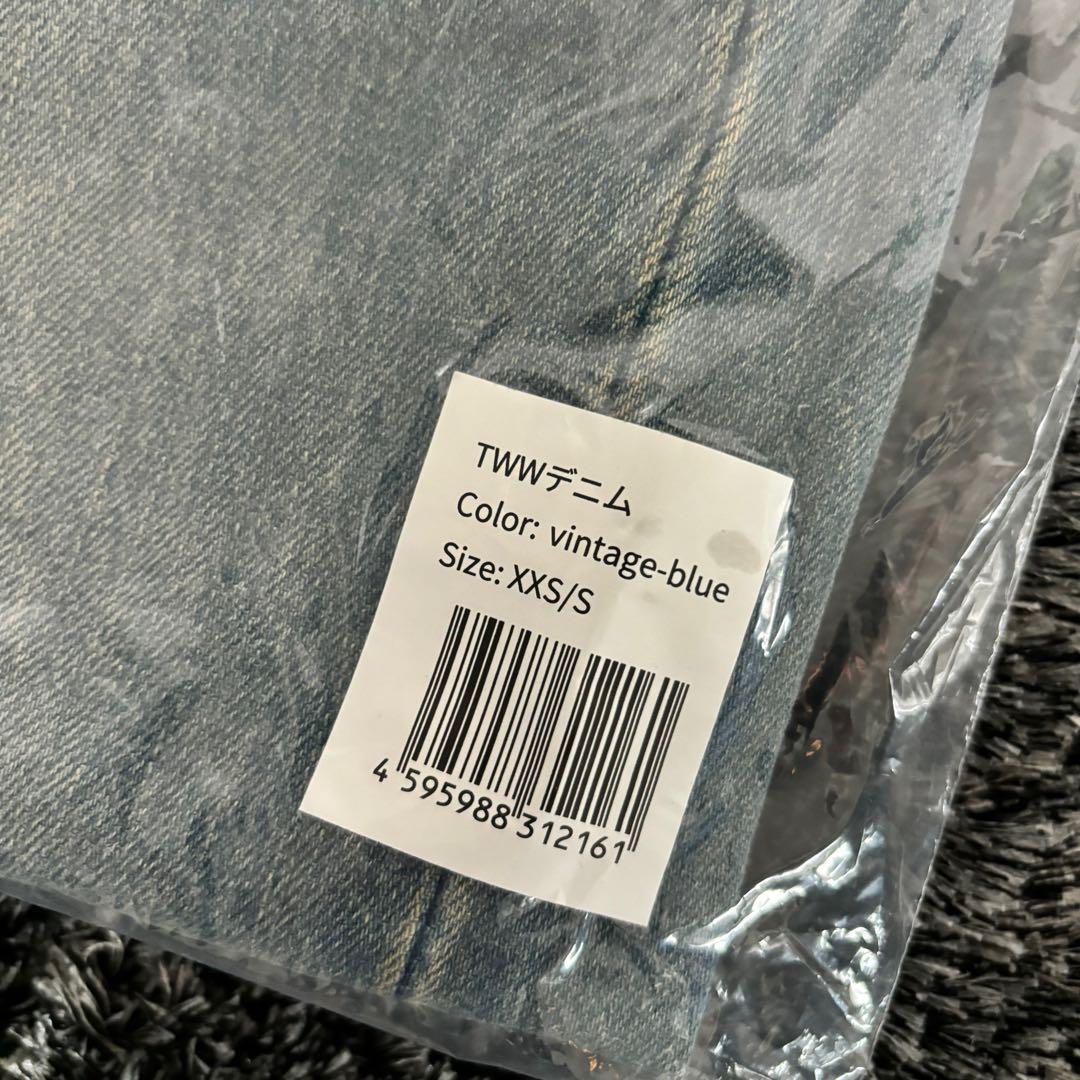 TWWデニム
Color: vintage-blue
Size: XXS/S
4 595988 312161